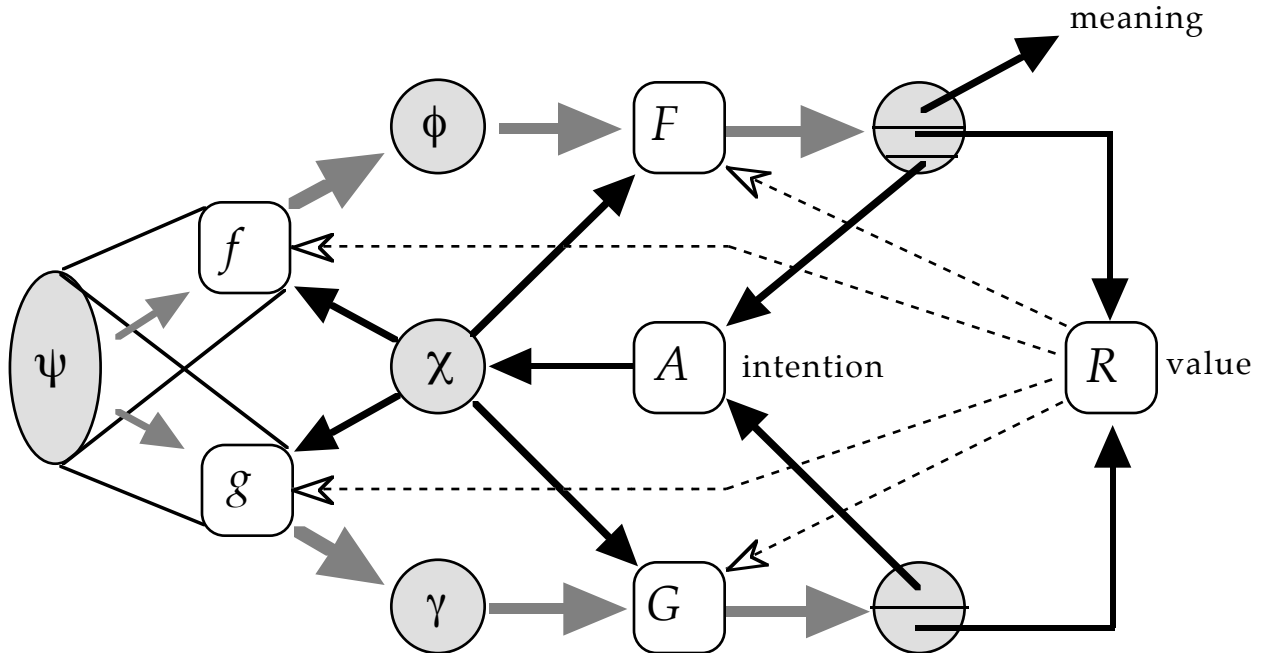 meaning
ϕ
F
f
ψ
χ
A
intention
R
value
g
γ
G